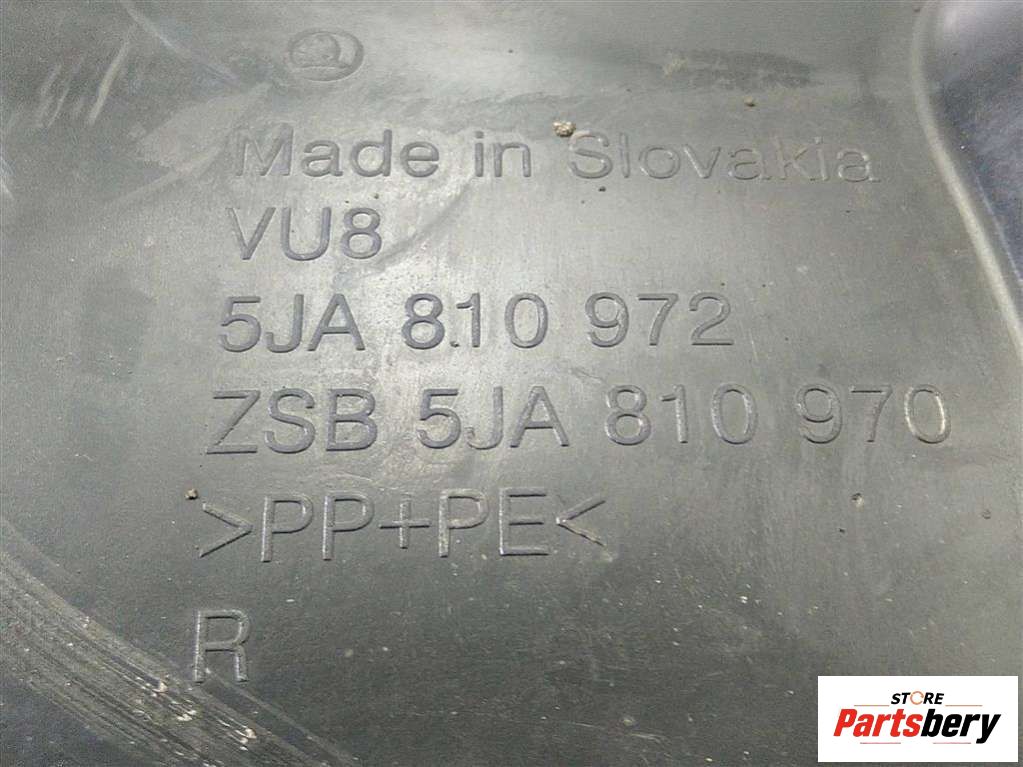 Made in Slovakia
VU8
5JA 810 972
ZSB 5JA 810 970
>PP+PE<
R
STORE
Partsbery